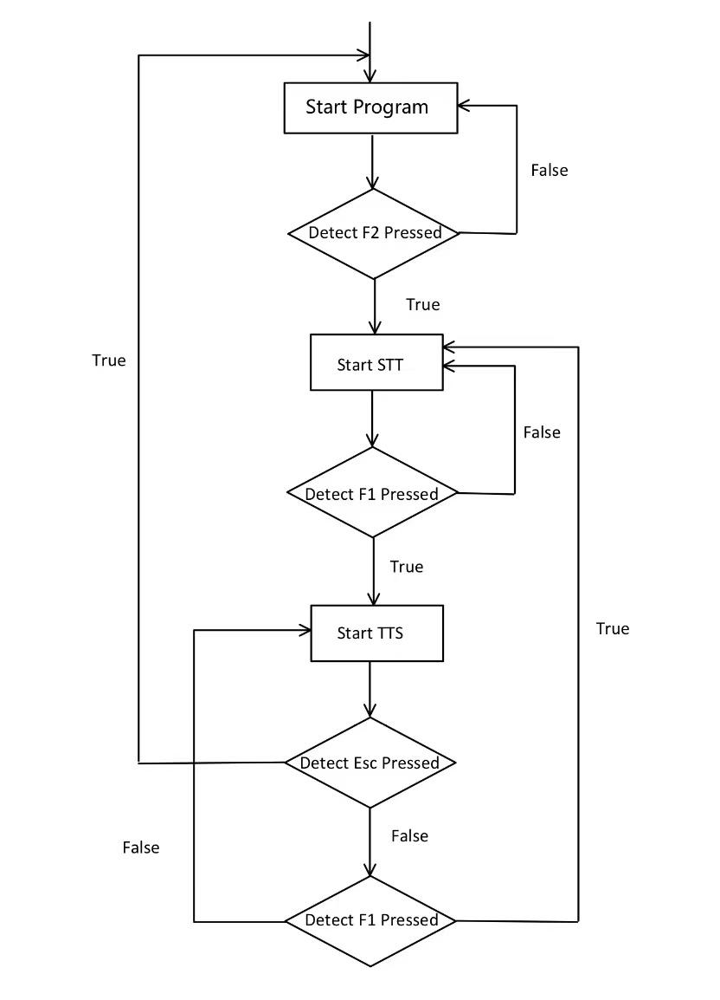 Start Program
False
Detect F2 Pressed
True
True
Start STT
False
Detect F1 Pressed
True
Start TTS
True
Detect Esc Pressed
False
False
Detect F1 Pressed